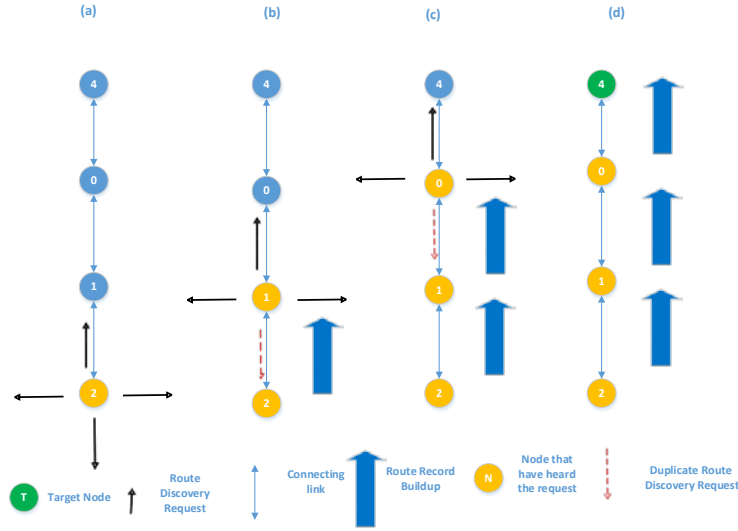 (a)
(b)
(c)
(d)
4
4
4
4
0
0
0
0
1
1
1
1
2
2
2
2
T
Target Node
Route
Discovery
Request
Connecting
link
Route Record
Buildup
N
Node that
have heard
the request
Duplicate Route
Discovery Request